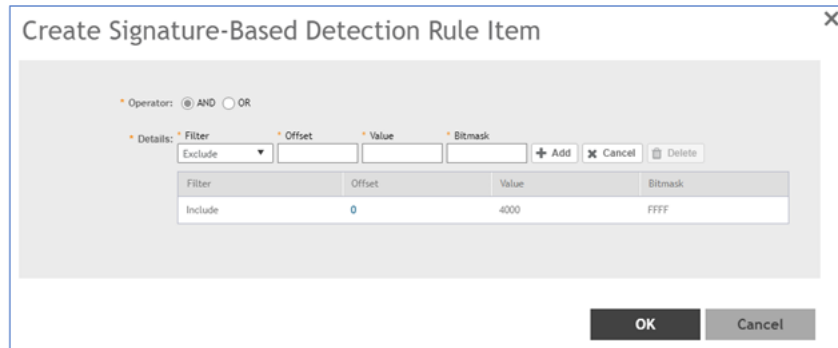 Create Signature-Based Detection Rule Item
* Operator: AND OR
* Details: * Filter * Offset * Value * Bitmask
Exclude + Add Cancel Delete
Filter Offset Value Bitmask
Include 0 4000 FFFF
OK Cancel